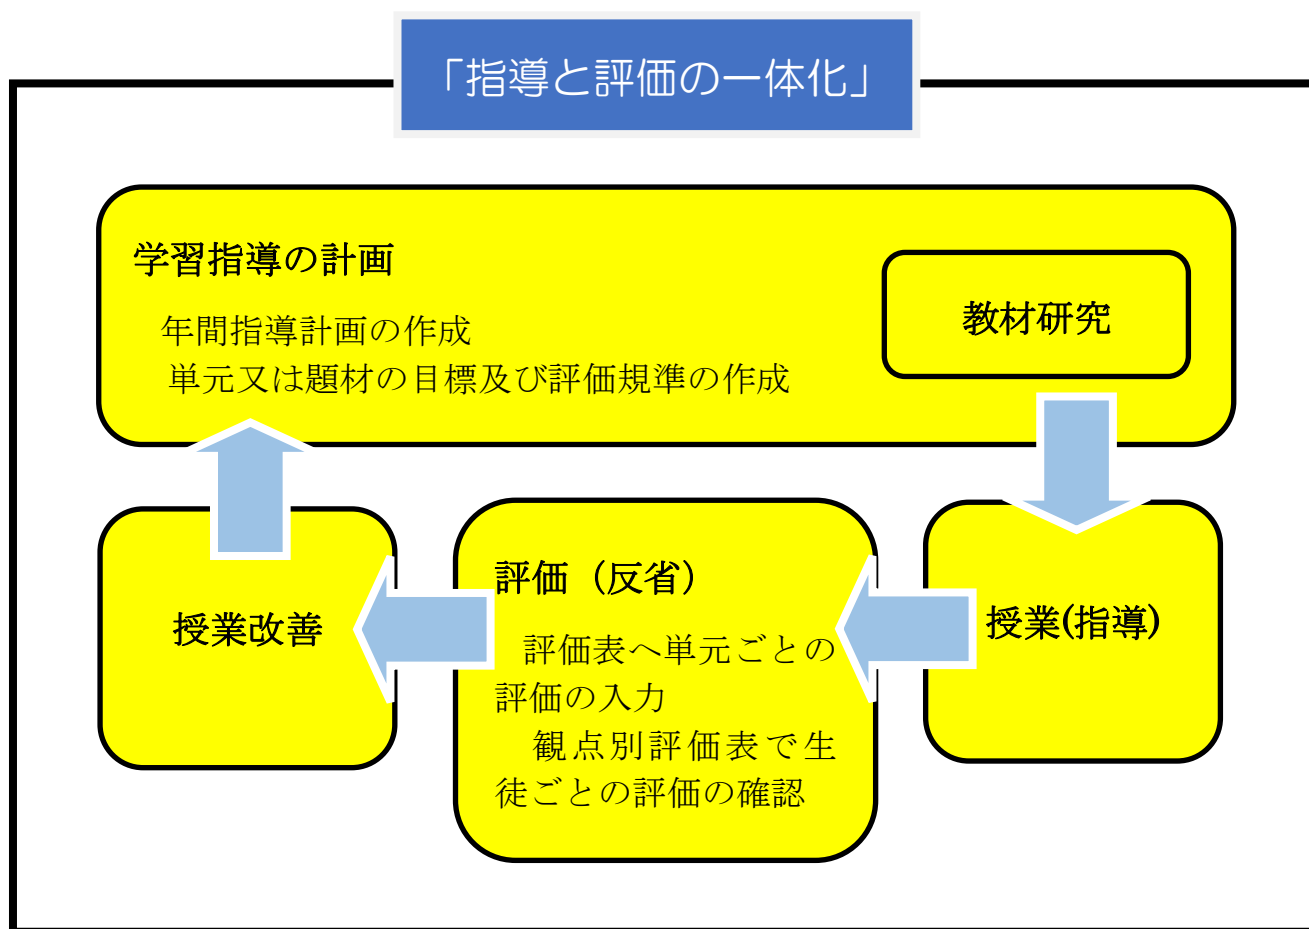 「指導と評価の一体化」
学習指導の計画
年間指導計画の作成
単元又は題材の目標及び評価規準の作成
教材研究
授業改善
評価（反省）
評価表へ単元ごとの
評価の入力
観点別評価表で生
徒ごとの評価の確認
授業(指導)